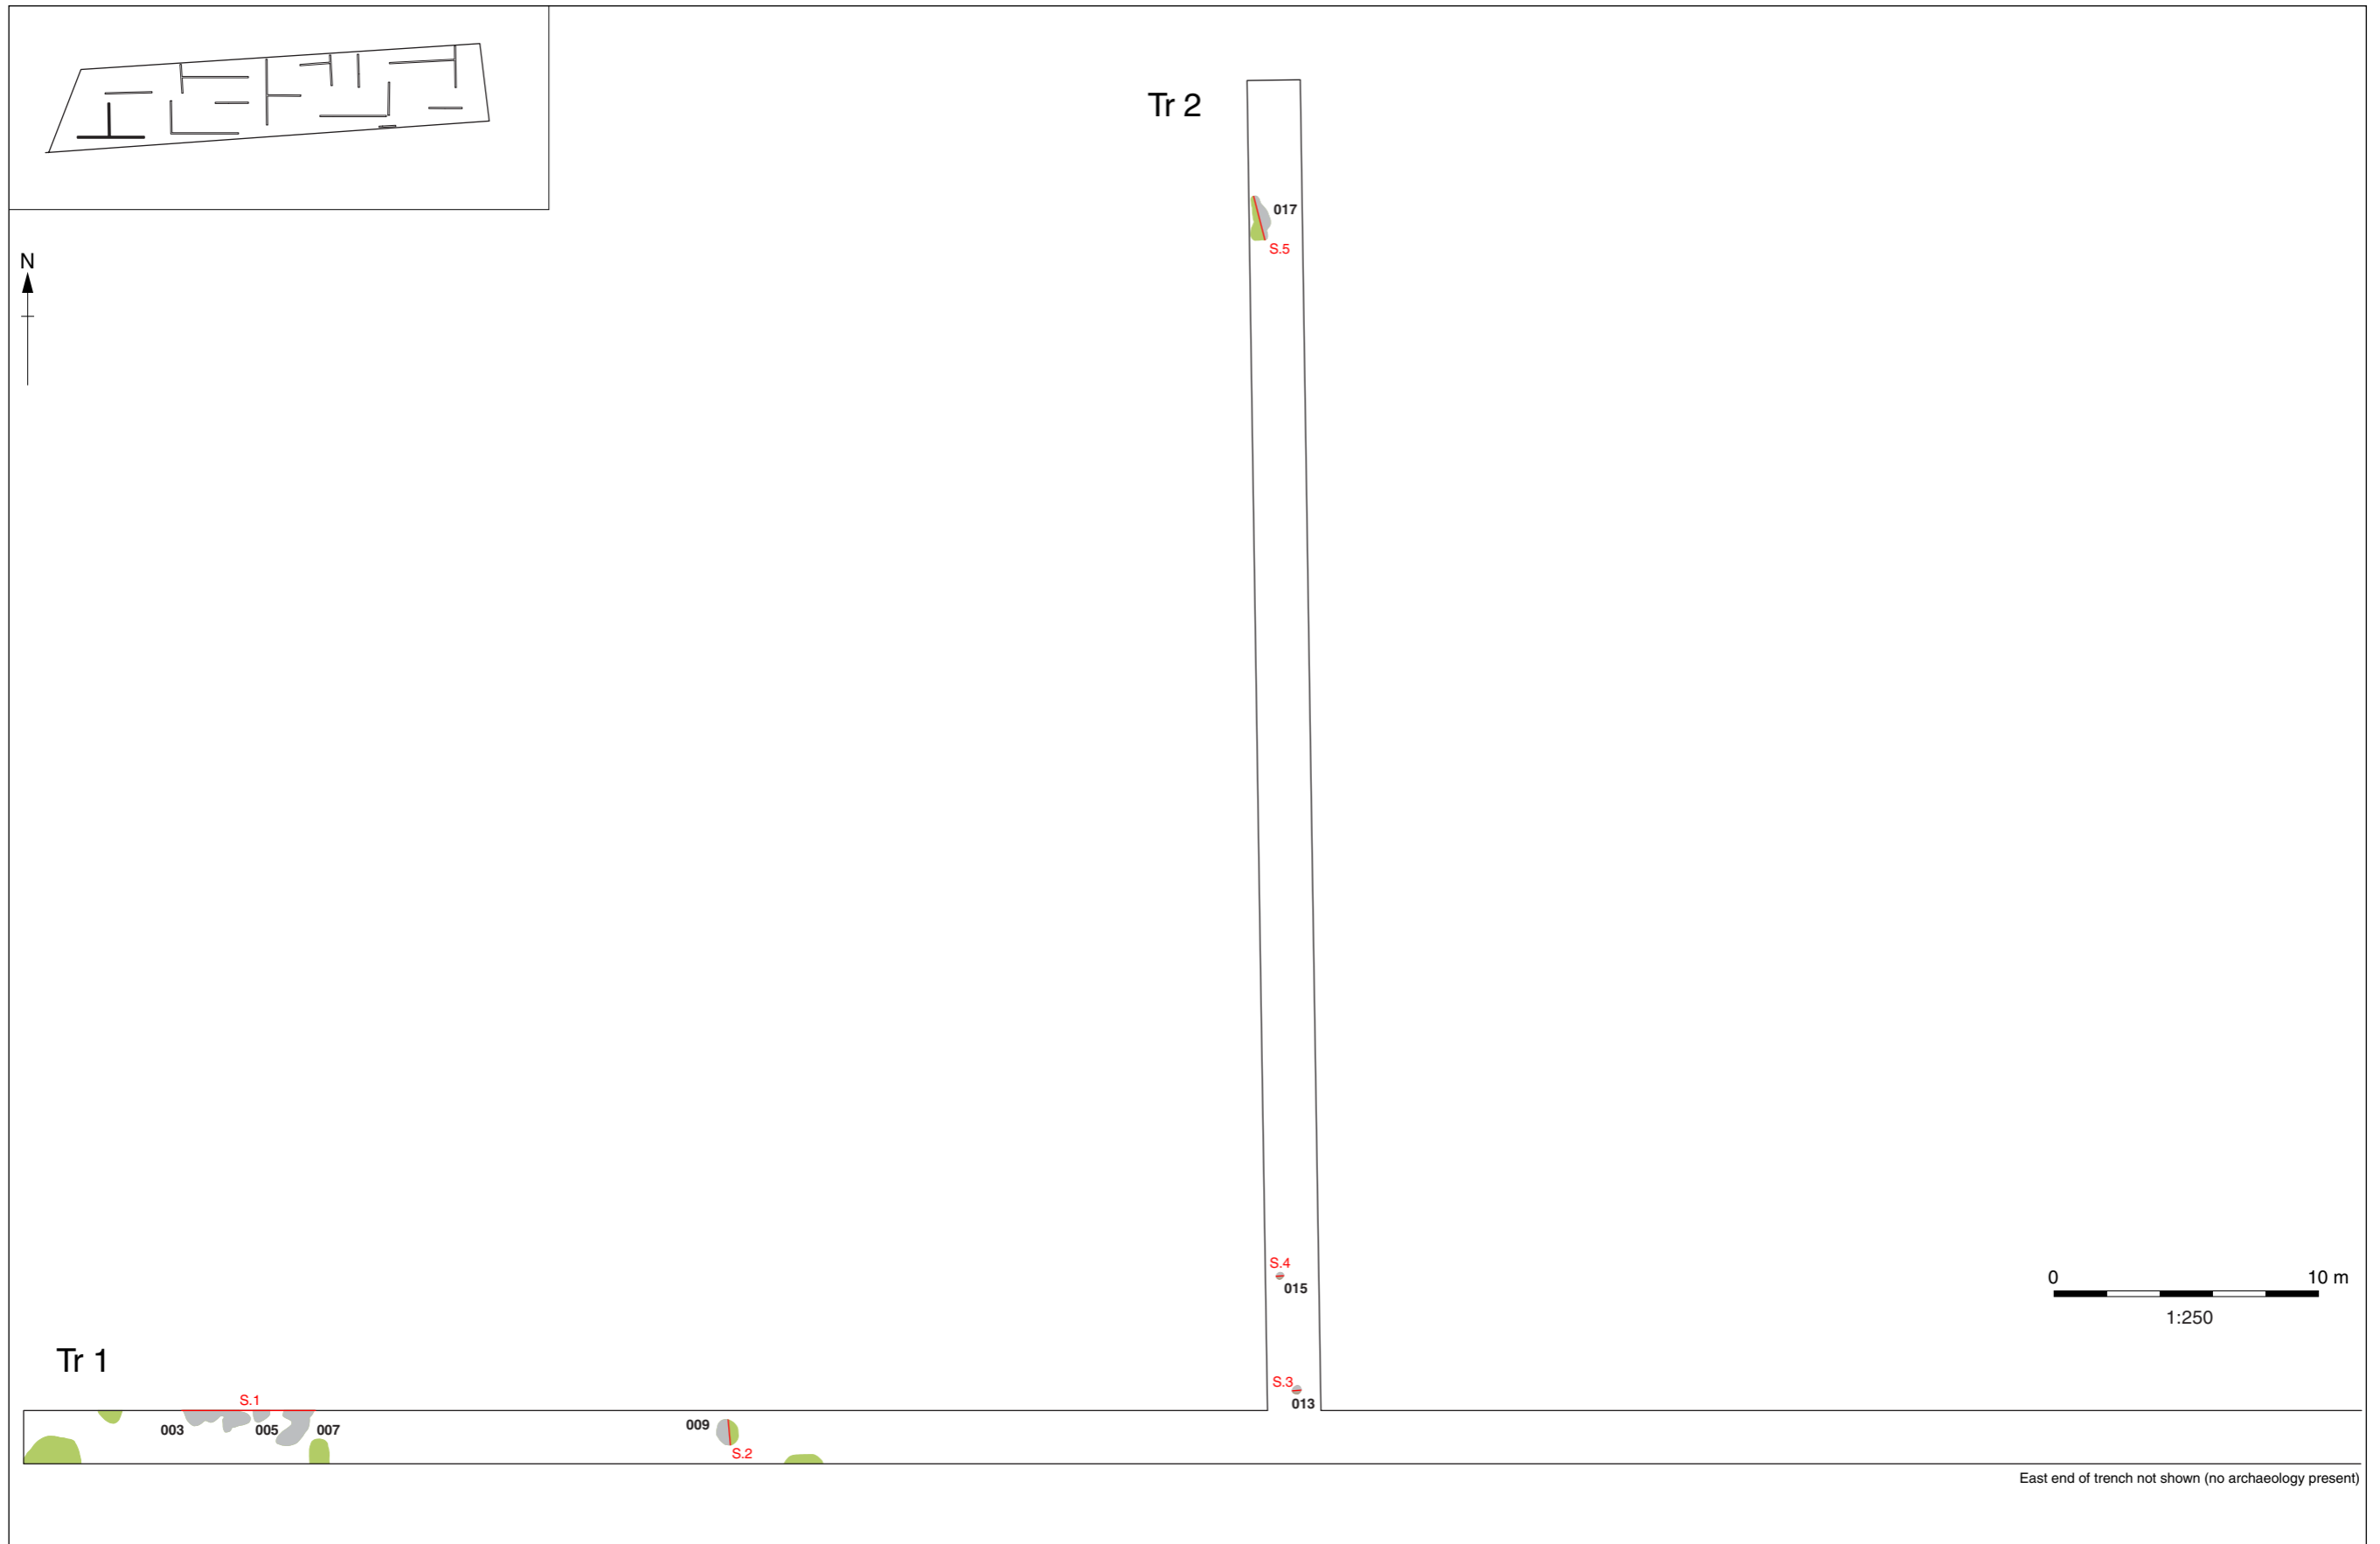 Tr 2
017
S.5
N
S.4
015
0 10 m
1:250
Tr 1
S.3
013
S.1
003 005 007
009
S.2
East end of trench not shown (no archaeology present)